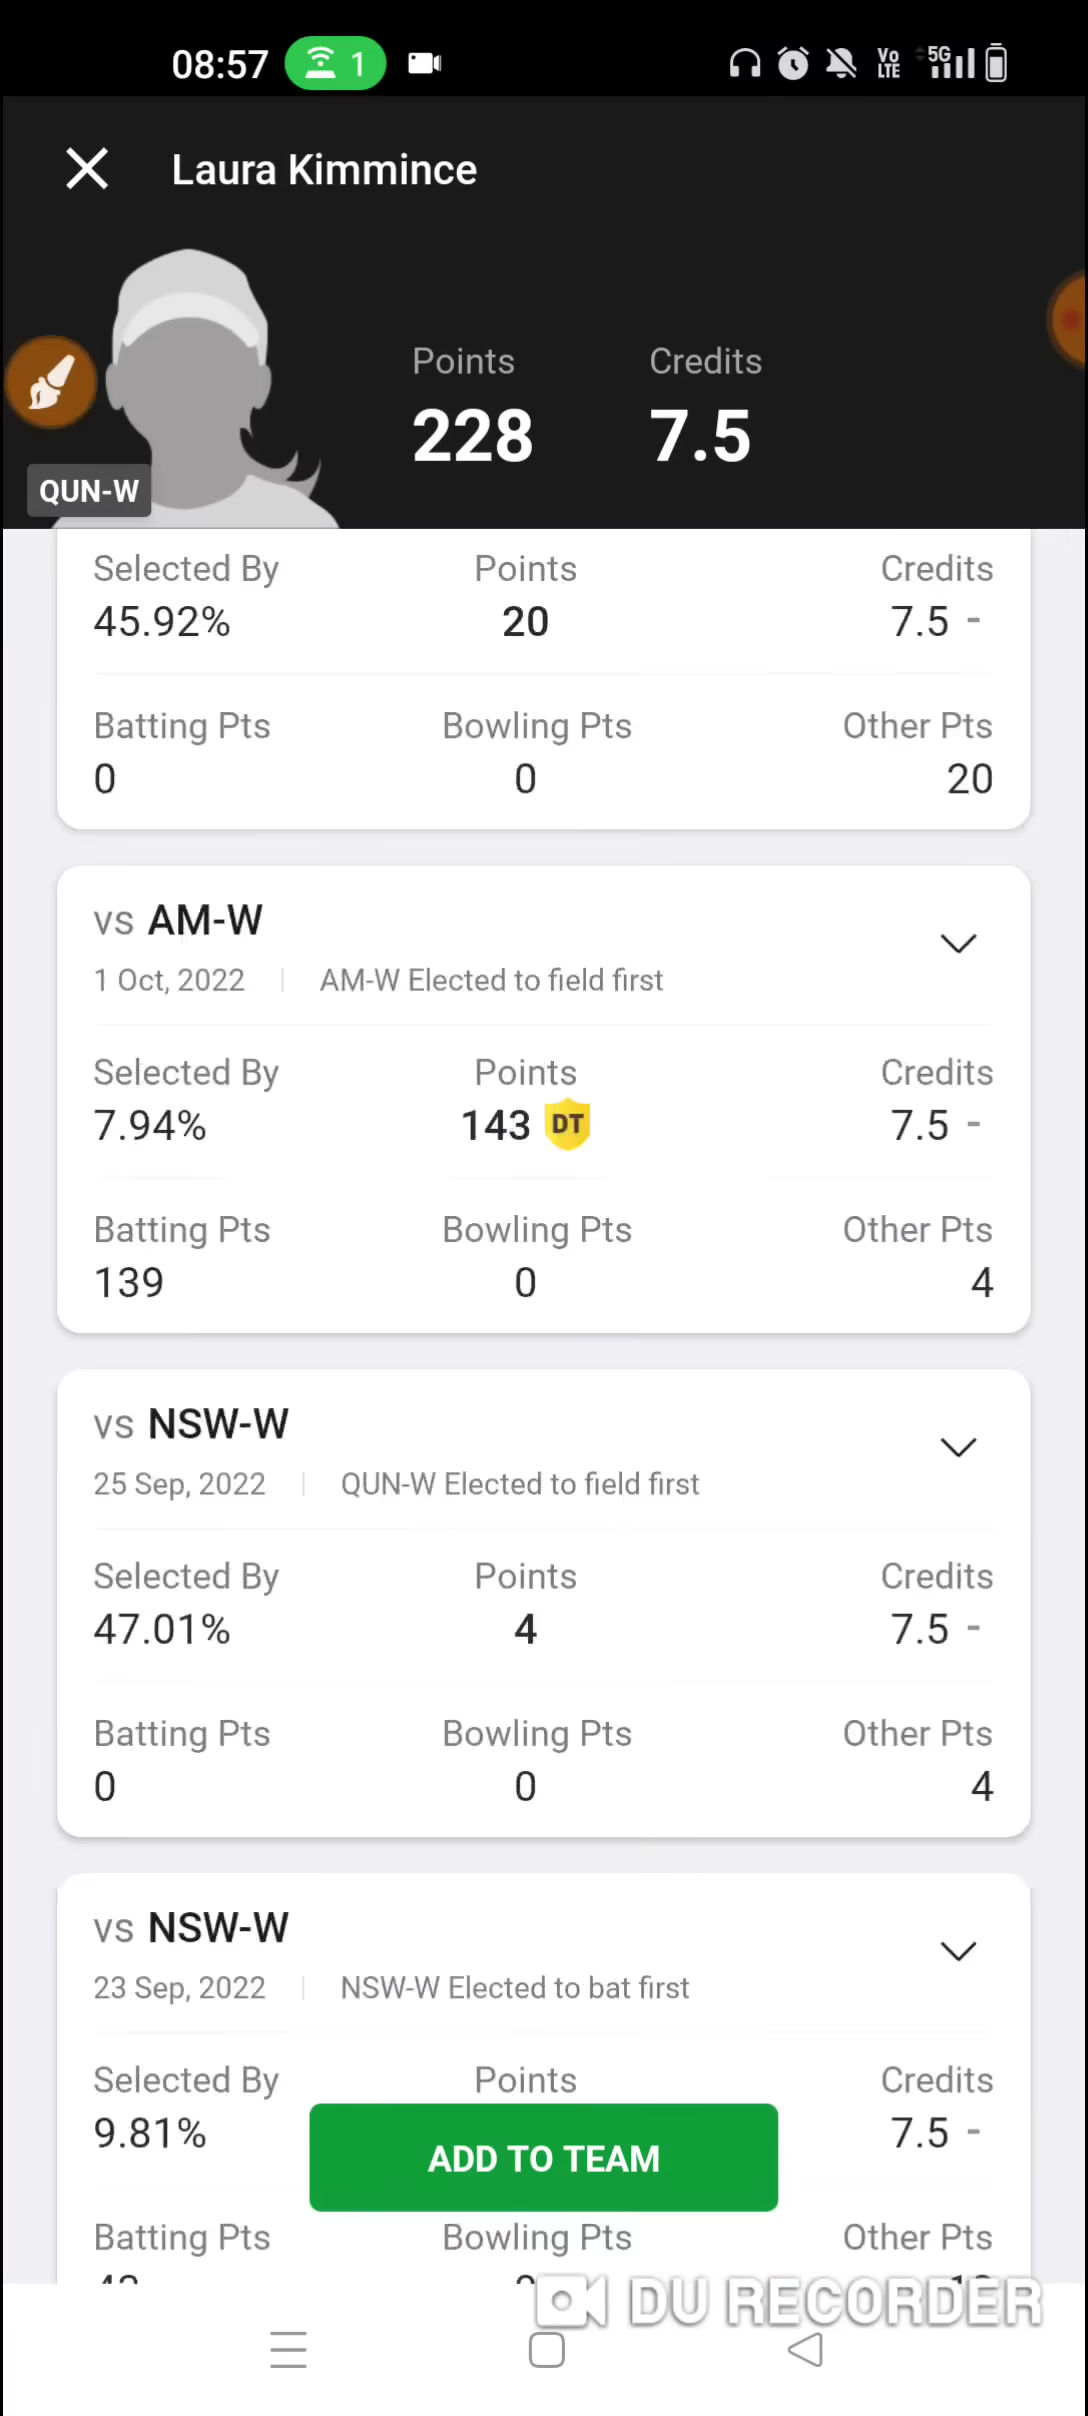 08:57 1 Vo LTE 5G
Laura Kimmince
Points Credits
228 7.5
QUN-W
Selected By Points Credits
45.92% 20 7.5 -
Batting Pts Bowling Pts Other Pts
0 0 20
vs AM-W
1 Oct, 2022 AM-W Elected to field first
Selected By Points Credits
7.94% 143 DT 7.5 -
Batting Pts Bowling Pts Other Pts
139 0 4
vs NSW-W
25 Sep, 2022 QUN-W Elected to field first
Selected By Points Credits
47.01% 4 7.5 -
Batting Pts Bowling Pts Other Pts
0 0 4
vs NSW-W
23 Sep, 2022 NSW-W Elected to bat first
Selected By Points Credits
9.81% 7.5 -
ADD TO TEAM
Batting Pts Bowling Pts Other Pts
DU RECORDER